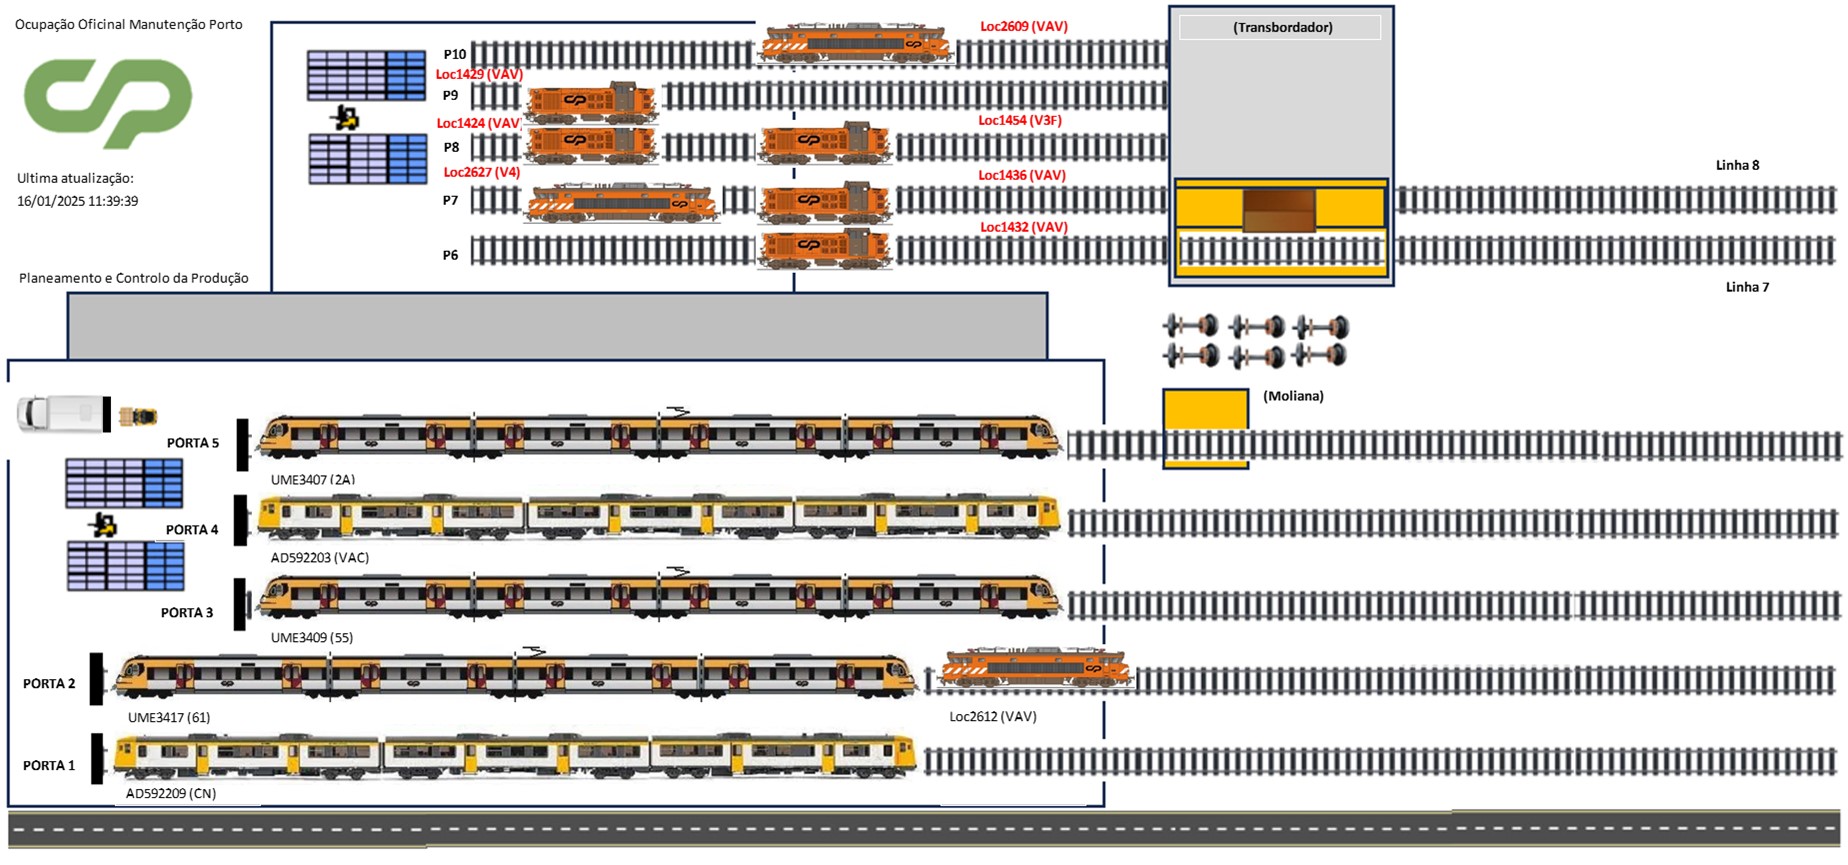 Ocupação Oficinal Manutenção Porto
CP
Ultima atualização:
16/01/2025 11:39:39
Planeamento e Controlo da Produção
P10
Loc2609 (VAV)
Loc1429 (VAV)
P9
Loc1424 (VAV)
Loc1454 (V3F)
P8
Loc2627 (V4)
Loc1436 (VAV)
P7
Loc1432 (VAV)
P6
(Transbordador)
Linha 8
Linha 7
(Moliana)
PORTA 5
UME3407 (2A)
PORTA 4
AD592203 (VAC)
PORTA 3
UME3409 (55)
PORTA 2
UME3417 (61)
Loc2612 (VAV)
PORTA 1
AD592209 (CN)